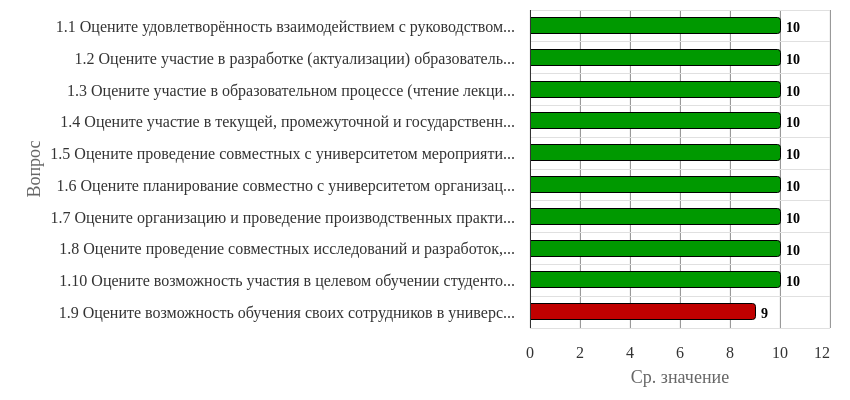 1.1 Оцените удовлетворённость взаимодействием с руководством... 10
1.2 Оцените участие в разработке (актуализации) образователь... 10
1.3 Оцените участие в образовательном процессе (чтение лекци... 10
1.4 Оцените участие в текущей, промежуточной и государственн... 10
1.5 Оцените проведение совместных с университетом мероприяти... 10
1.6 Оцените планирование совместно с университетом организац... 10
1.7 Оцените организацию и проведение производственных практи... 10
1.8 Оцените проведение совместных исследований и разработок,... 10
1.10 Оцените возможность участия в целевом обучении студенто... 10
1.9 Оцените возможность обучения своих сотрудников в универс... 9
Вопрос
0 2 4 6 8 10 12
Ср. значение